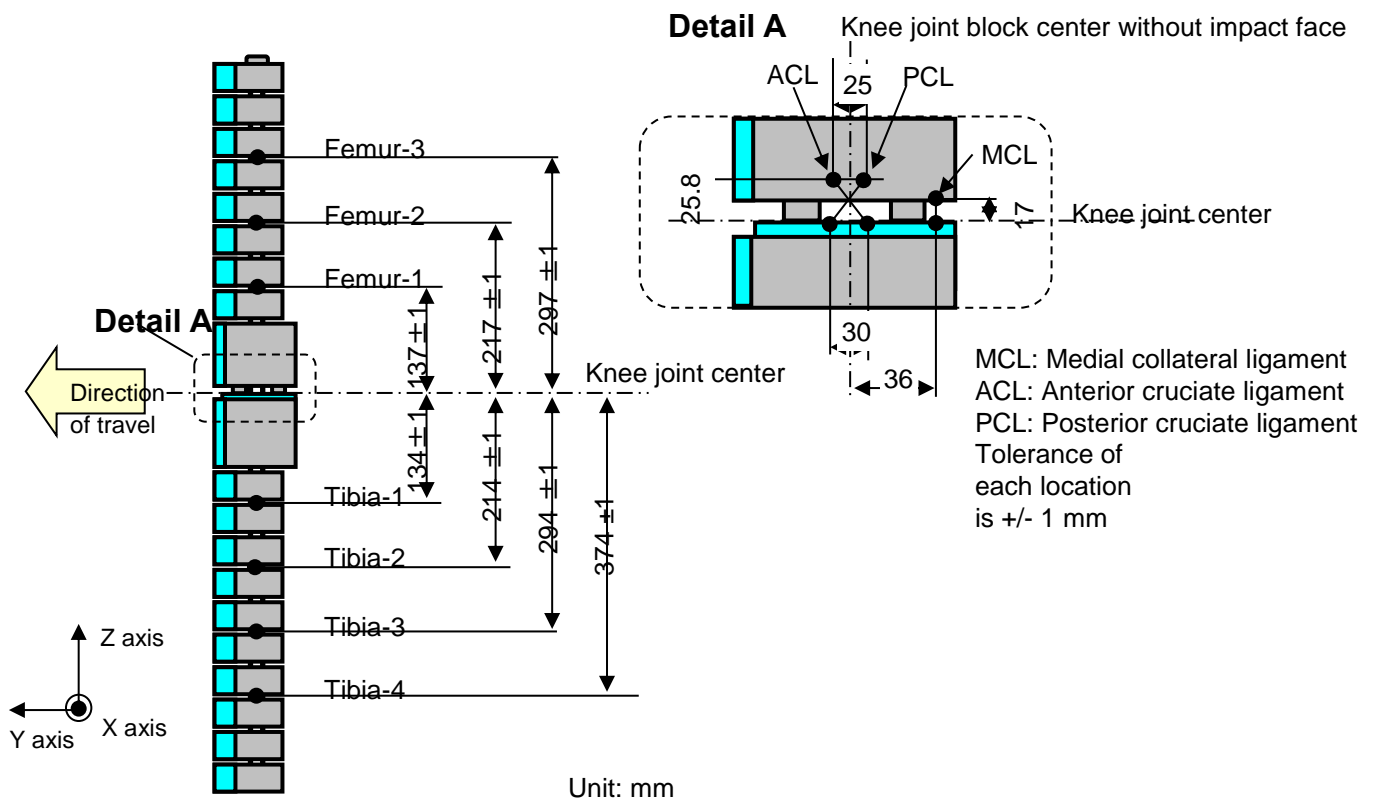 Detail A
Knee joint block center without impact face
ACL
25
PCL
MCL
25.8
17
Knee joint center
30
36
MCL: Medial collateral ligament
ACL: Anterior cruciate ligament
PCL: Posterior cruciate ligament
Tolerance of
each location
is +/- 1 mm
Femur-3
Femur-2
Femur-1
137 ±1
217 ±1
297 ±1
Detail A
Knee joint center
Direction
of travel
134 ±1
214 ±1
294 ±1
374 ±1
Tibia-1
Tibia-2
Tibia-3
Tibia-4
Z axis
X axis
Y axis
Unit: mm